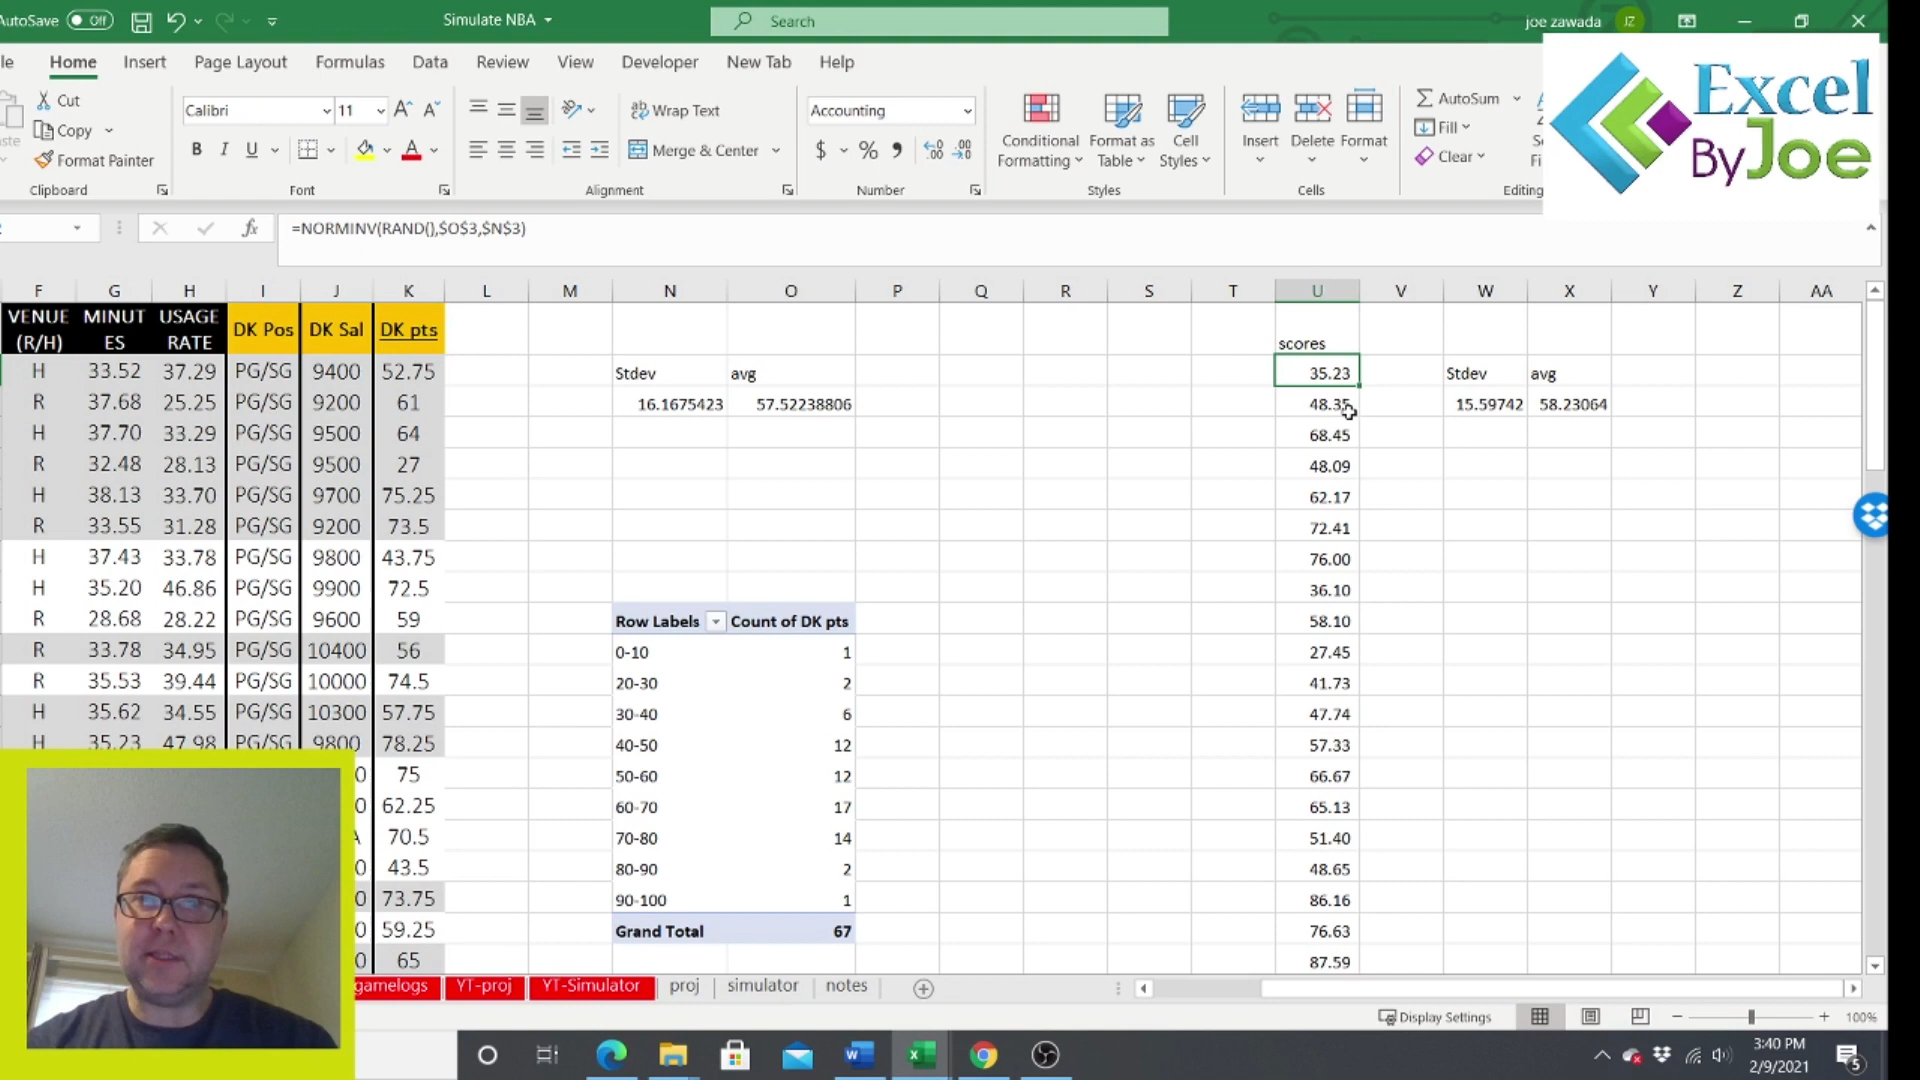 AutoSave Off
Simulate NBA
Search
joe zawada
JZ
le Home Insert Page Layout Formulas Data Review View Developer New Tab Help
Excel
ByJoe
Cut
Copy
Format Painter
Clipboard
Calibri 11
B I U
Font
Wrap Text
Merge & Center
Alignment
Accounting
$ % 9
Number
Conditional Formatting
Format as Table
Cell Styles
Styles
Insert
Delete
Format
Cells
AutoSum
Fill
Clear
Editing
fx =NORMINV(RAND(),$O$3,$N$3)
F G H I J K L M N O P Q R S T U V W X Y Z AA
VENUE (R/H) MINUT ES USAGE RATE DK Pos DK Sal DK pts
scores
H 33.52 37.29 PG/SG 9400 52.75 Stdev avg 35.23 Stdev avg
R 37.68 25.25 PG/SG 9200 61 16.1675423 57.52238806 48.35 15.59742 58.23064
H 37.70 33.29 PG/SG 9500 64 68.45
R 32.48 28.13 PG/SG 9500 27 48.09
H 38.13 33.70 PG/SG 9700 75.25 62.17
R 33.55 31.28 PG/SG 9200 73.5 72.41
H 37.43 33.78 PG/SG 9800 43.75 76.00
H 35.20 46.86 PG/SG 9900 72.5 36.10
R 28.68 28.22 PG/SG 9600 59 Row Labels Count of DK pts 58.10
R 33.78 34.95 PG/SG 10400 56 0-10 1 27.45
R 35.53 39.44 PG/SG 10000 74.5 20-30 2 41.73
H 35.62 34.55 PG/SG 10300 57.75 30-40 6 47.74
H 35.23 47.98 PG/SG 9800 78.25 40-50 12 57.33
0 75 50-60 12 66.67
0 62.25 60-70 17 65.13
A 70.5 70-80 14 51.40
0 43.5 80-90 2 48.65
0 73.75 90-100 1 86.16
0 59.25 Grand Total 67 76.63
0 65 87.59
gamelogs YT-proj YT-Simulator proj simulator notes
Display Settings
100%
3:40 PM
2/9/2021
5